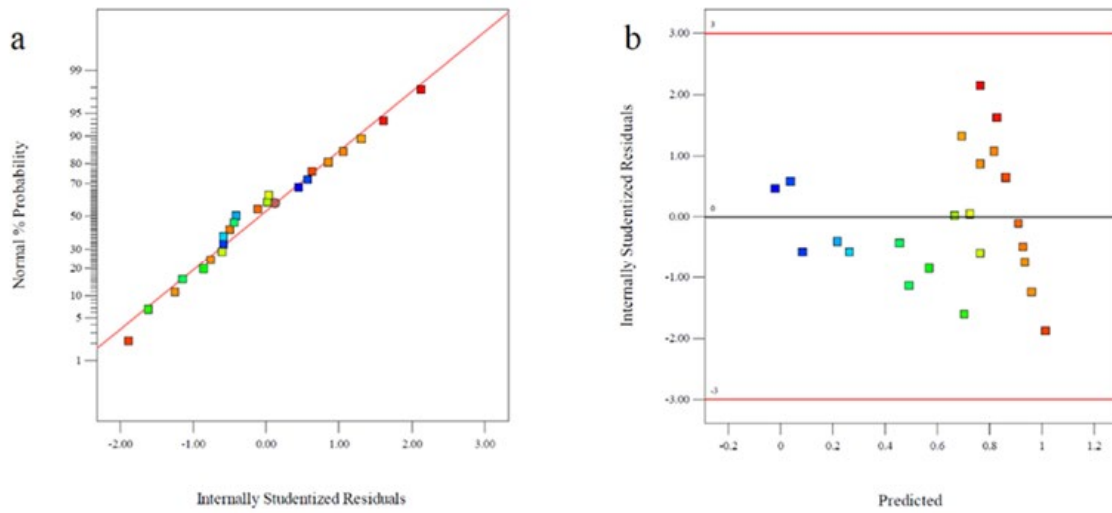 a
Normal % Probability
99
95
90
80
70
50
30
20
10
5
1
-2.00 -1.00 0.00 1.00 2.00 3.00
Internally Studentized Residuals
b
Internally Studentized Residuals
3.00
2.00
1.00
0.00
-1.00
-2.00
-3.00
3
0
-3
-0.2 0 0.2 0.4 0.6 0.8 1 1.2
Predicted